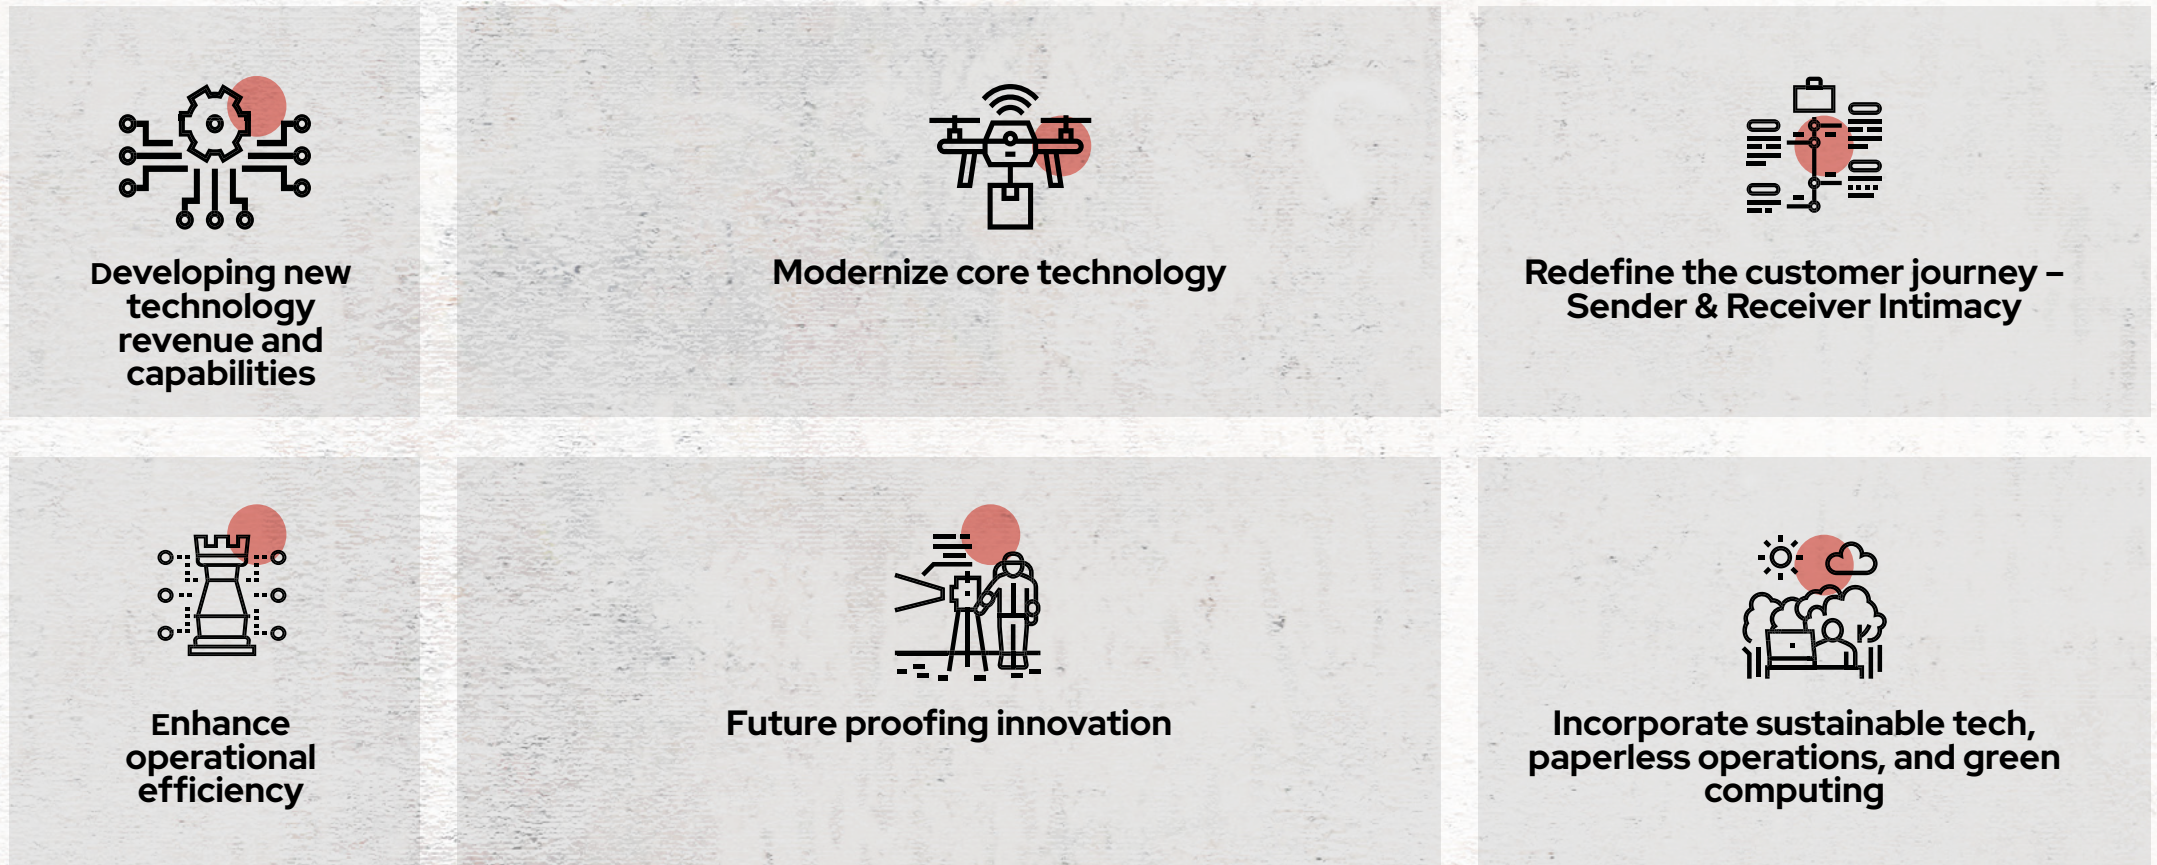 Developing new
technology
revenue and
capabilities
Modernize core technology
Redefine the customer journey –
Sender & Receiver Intimacy
Enhance
operational
efficiency
Future proofing innovation
Incorporate sustainable tech,
paperless operations, and green
computing